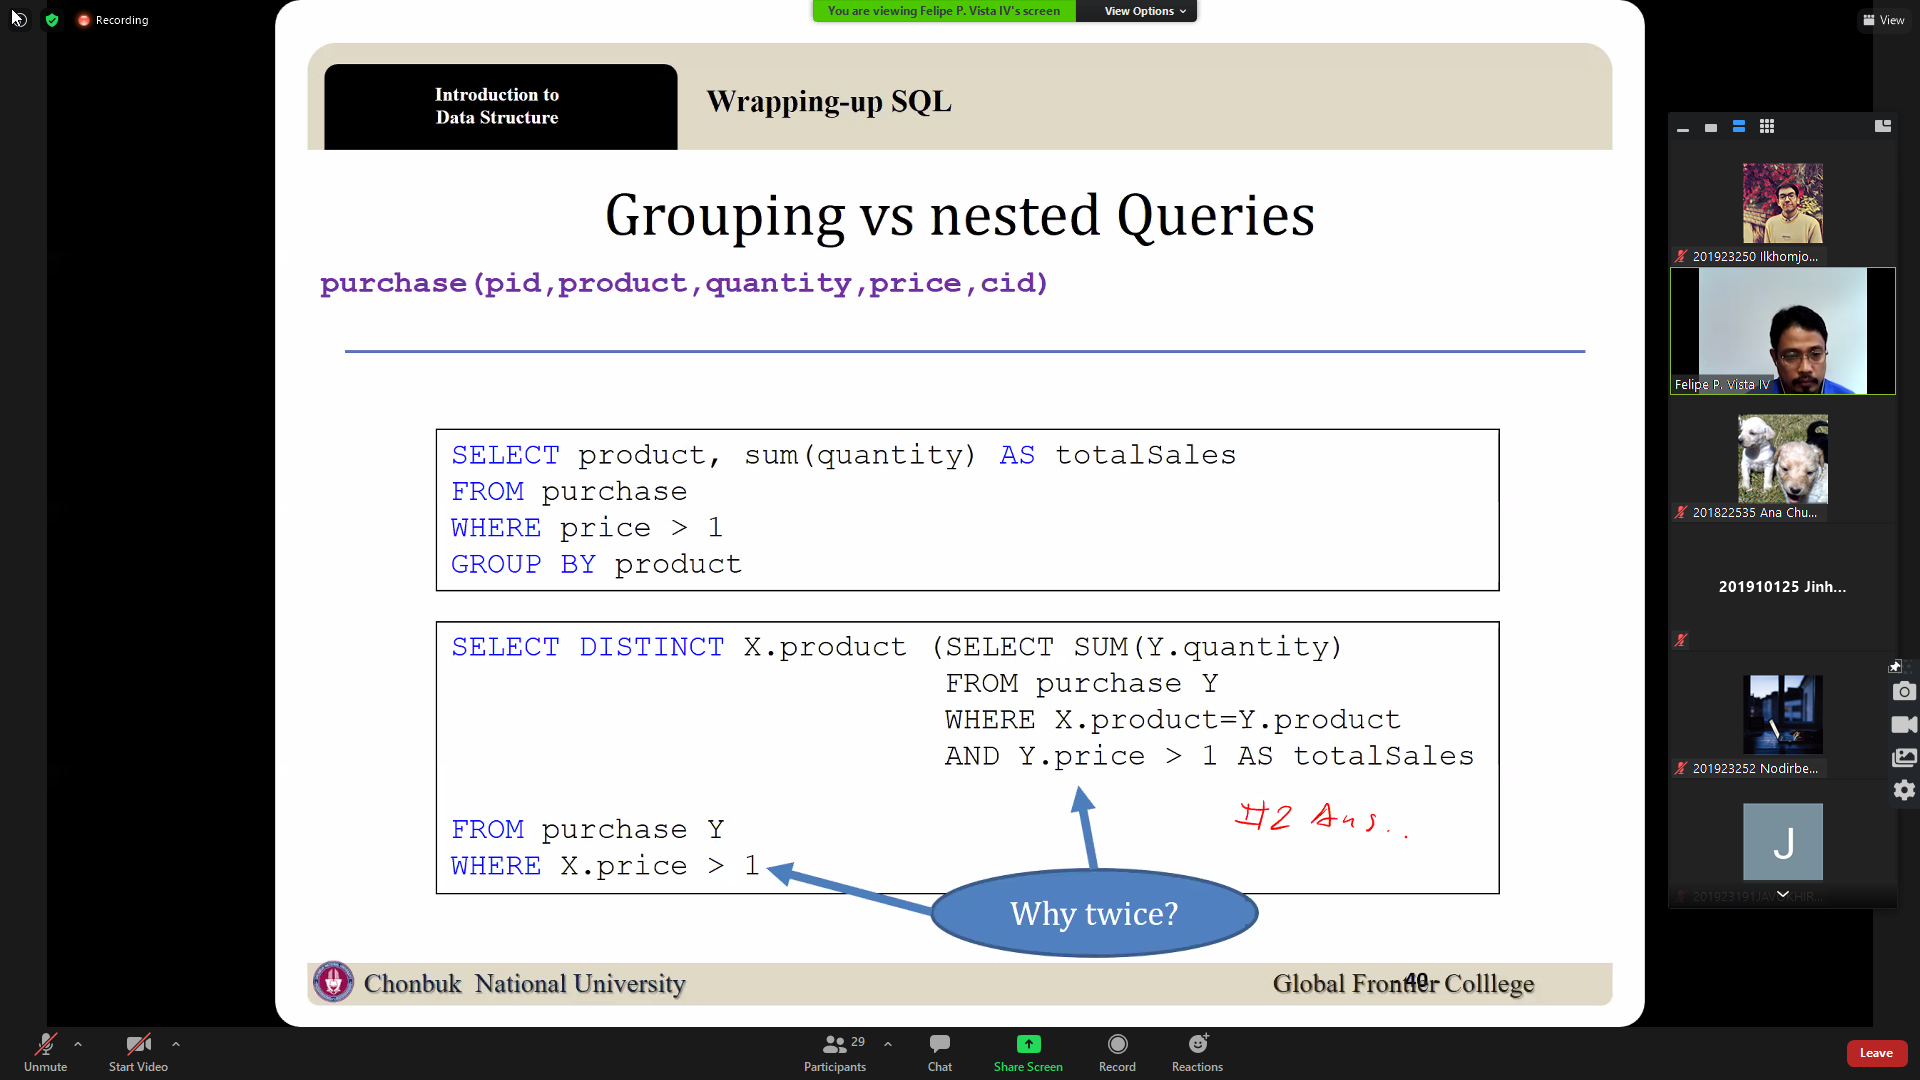 Recording
You are viewing Felipe P. Vista IV's screen
View Options
View
Introduction to
Data Structure
Wrapping-up SQL
Grouping vs nested Queries
purchase(pid,product,quantity,price,cid)
SELECT product, sum(quantity) AS totalSales
FROM purchase
WHERE price > 1
GROUP BY product
SELECT DISTINCT X.product (SELECT SUM(Y.quantity)
FROM purchase Y
WHERE X.product=Y.product
AND Y.price > 1 AS totalSales
#2 Ans..
FROM purchase Y
WHERE X.price > 1
Why twice?
Chonbuk National University
Global Frontier Colllege
40
201923250 Ilkhomjo...
Felipe P. Vista IV
201822535 Ana Chu...
201910125 Jinh...
201923252 Nodirbe...
J
Unmute
Start Video
29
Participants
Chat
Share Screen
Record
Reactions
Leave